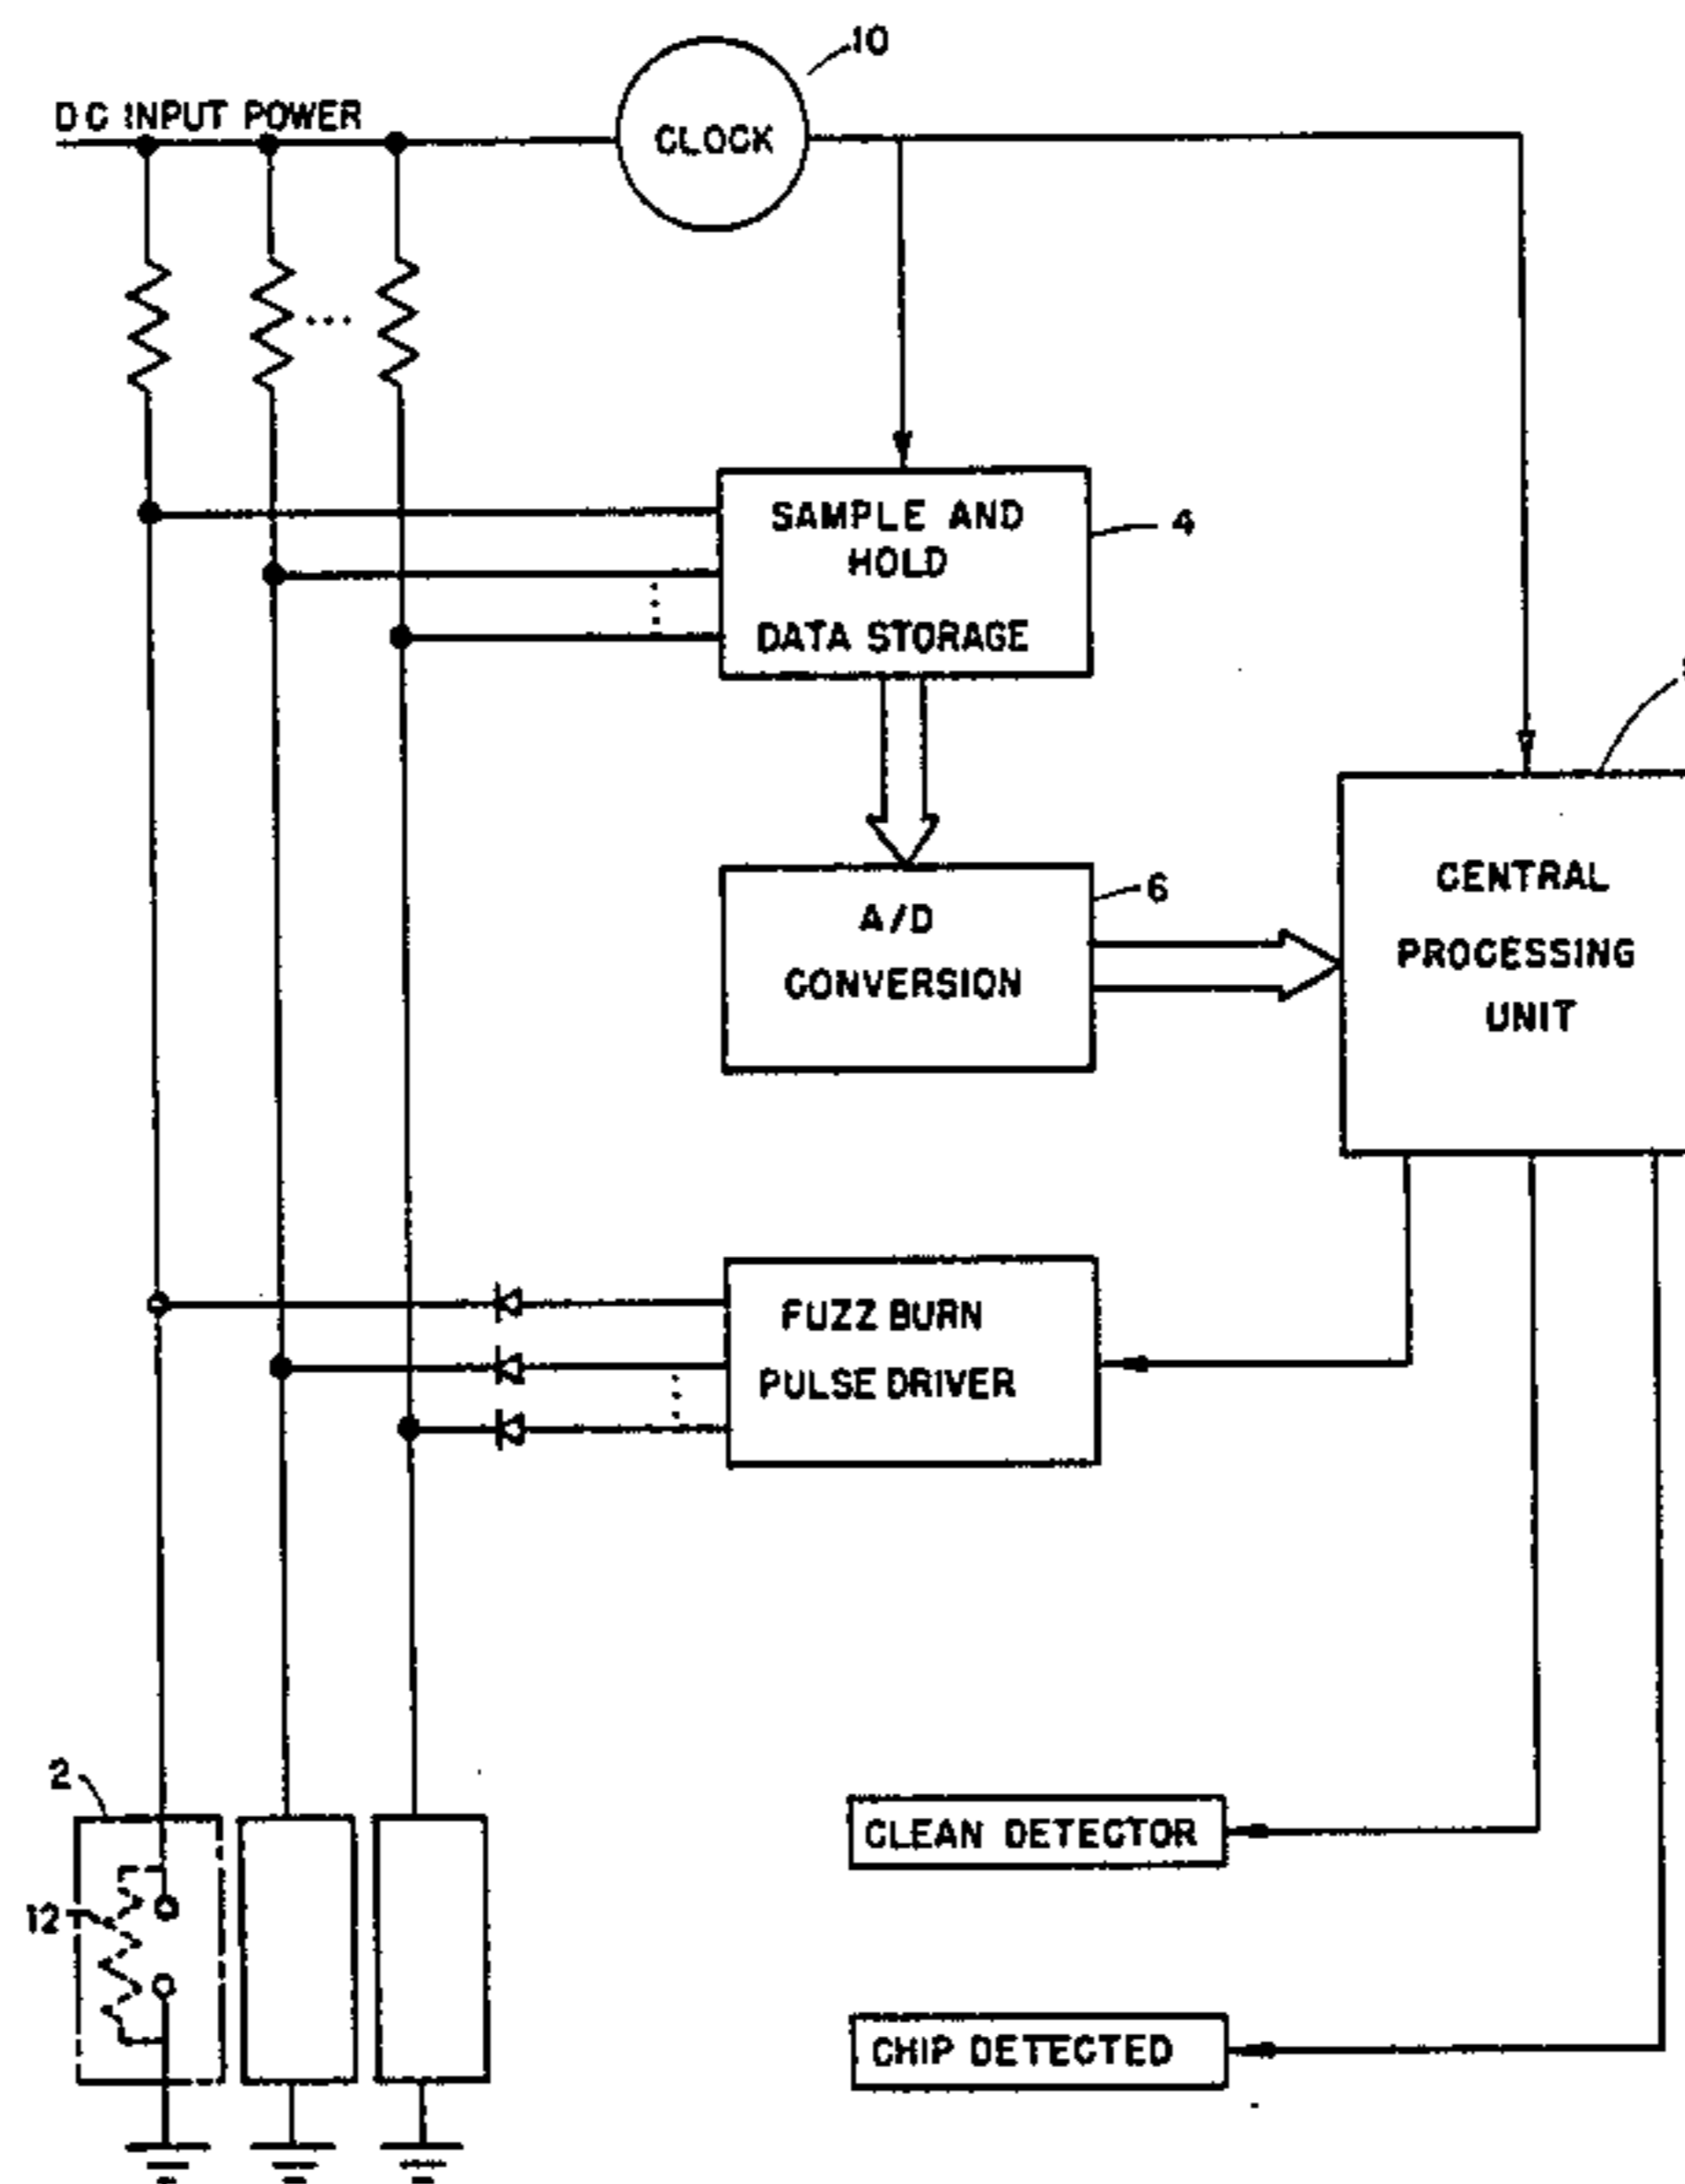 10
DC INPUT POWER
CLOCK
SAMPLE AND
HOLD
DATA STORAGE
4
6
A/D
CONVERSION
CENTRAL
PROCESSING
UNIT
FUZZ BURN
PULSE DRIVER
2
12
CLEAN DETECTOR
CHIP DETECTED